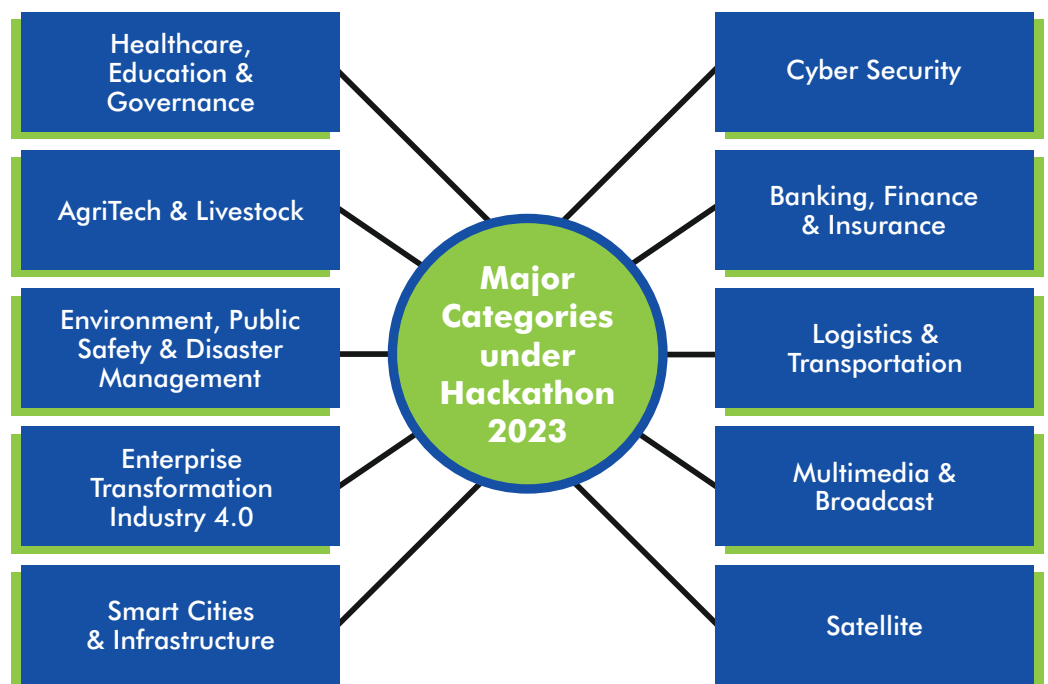 Healthcare,
Education &
Governance
AgriTech & Livestock
Environment, Public
Safety & Disaster
Management
Enterprise
Transformation
Industry 4.0
Smart Cities
& Infrastructure
Major
Categories
under
Hackathon
2023
Cyber Security
Banking, Finance
& Insurance
Logistics &
Transportation
Multimedia &
Broadcast
Satellite